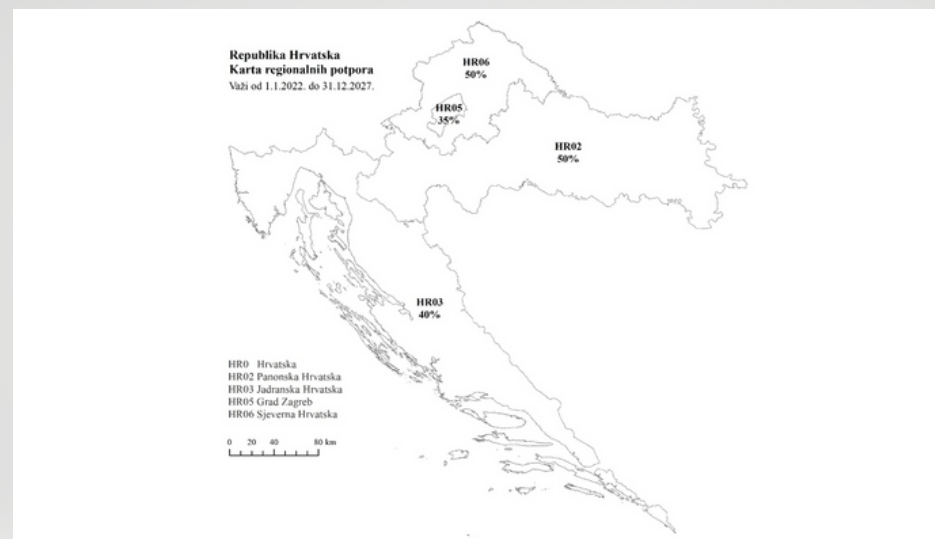 Republika Hrvatska
Karta regionalnih potpora
Važi od 1.1.2022. do 31.12.2027.
HR06
50%
HR05
35%
HR02
50%
HR03
40%
HR0 Hrvatska
HR02 Panonska Hrvatska
HR03 Jadranska Hrvatska
HR05 Grad Zagreb
HR06 Sjeverna Hrvatska
0 20 40 80 km